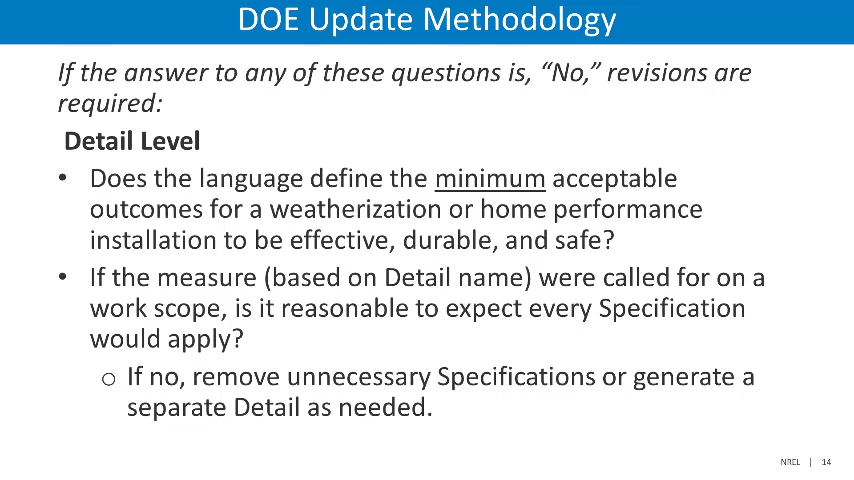 DOE Update Methodology
If the answer to any of these questions is, “No,” revisions are
required:
Detail Level
• Does the language define the minimum acceptable
outcomes for a weatherization or home performance
installation to be effective, durable, and safe?
• If the measure (based on Detail name) were called for on a
work scope, is it reasonable to expect every Specification
would apply?
o If no, remove unnecessary Specifications or generate a
separate Detail as needed.
NREL | 14